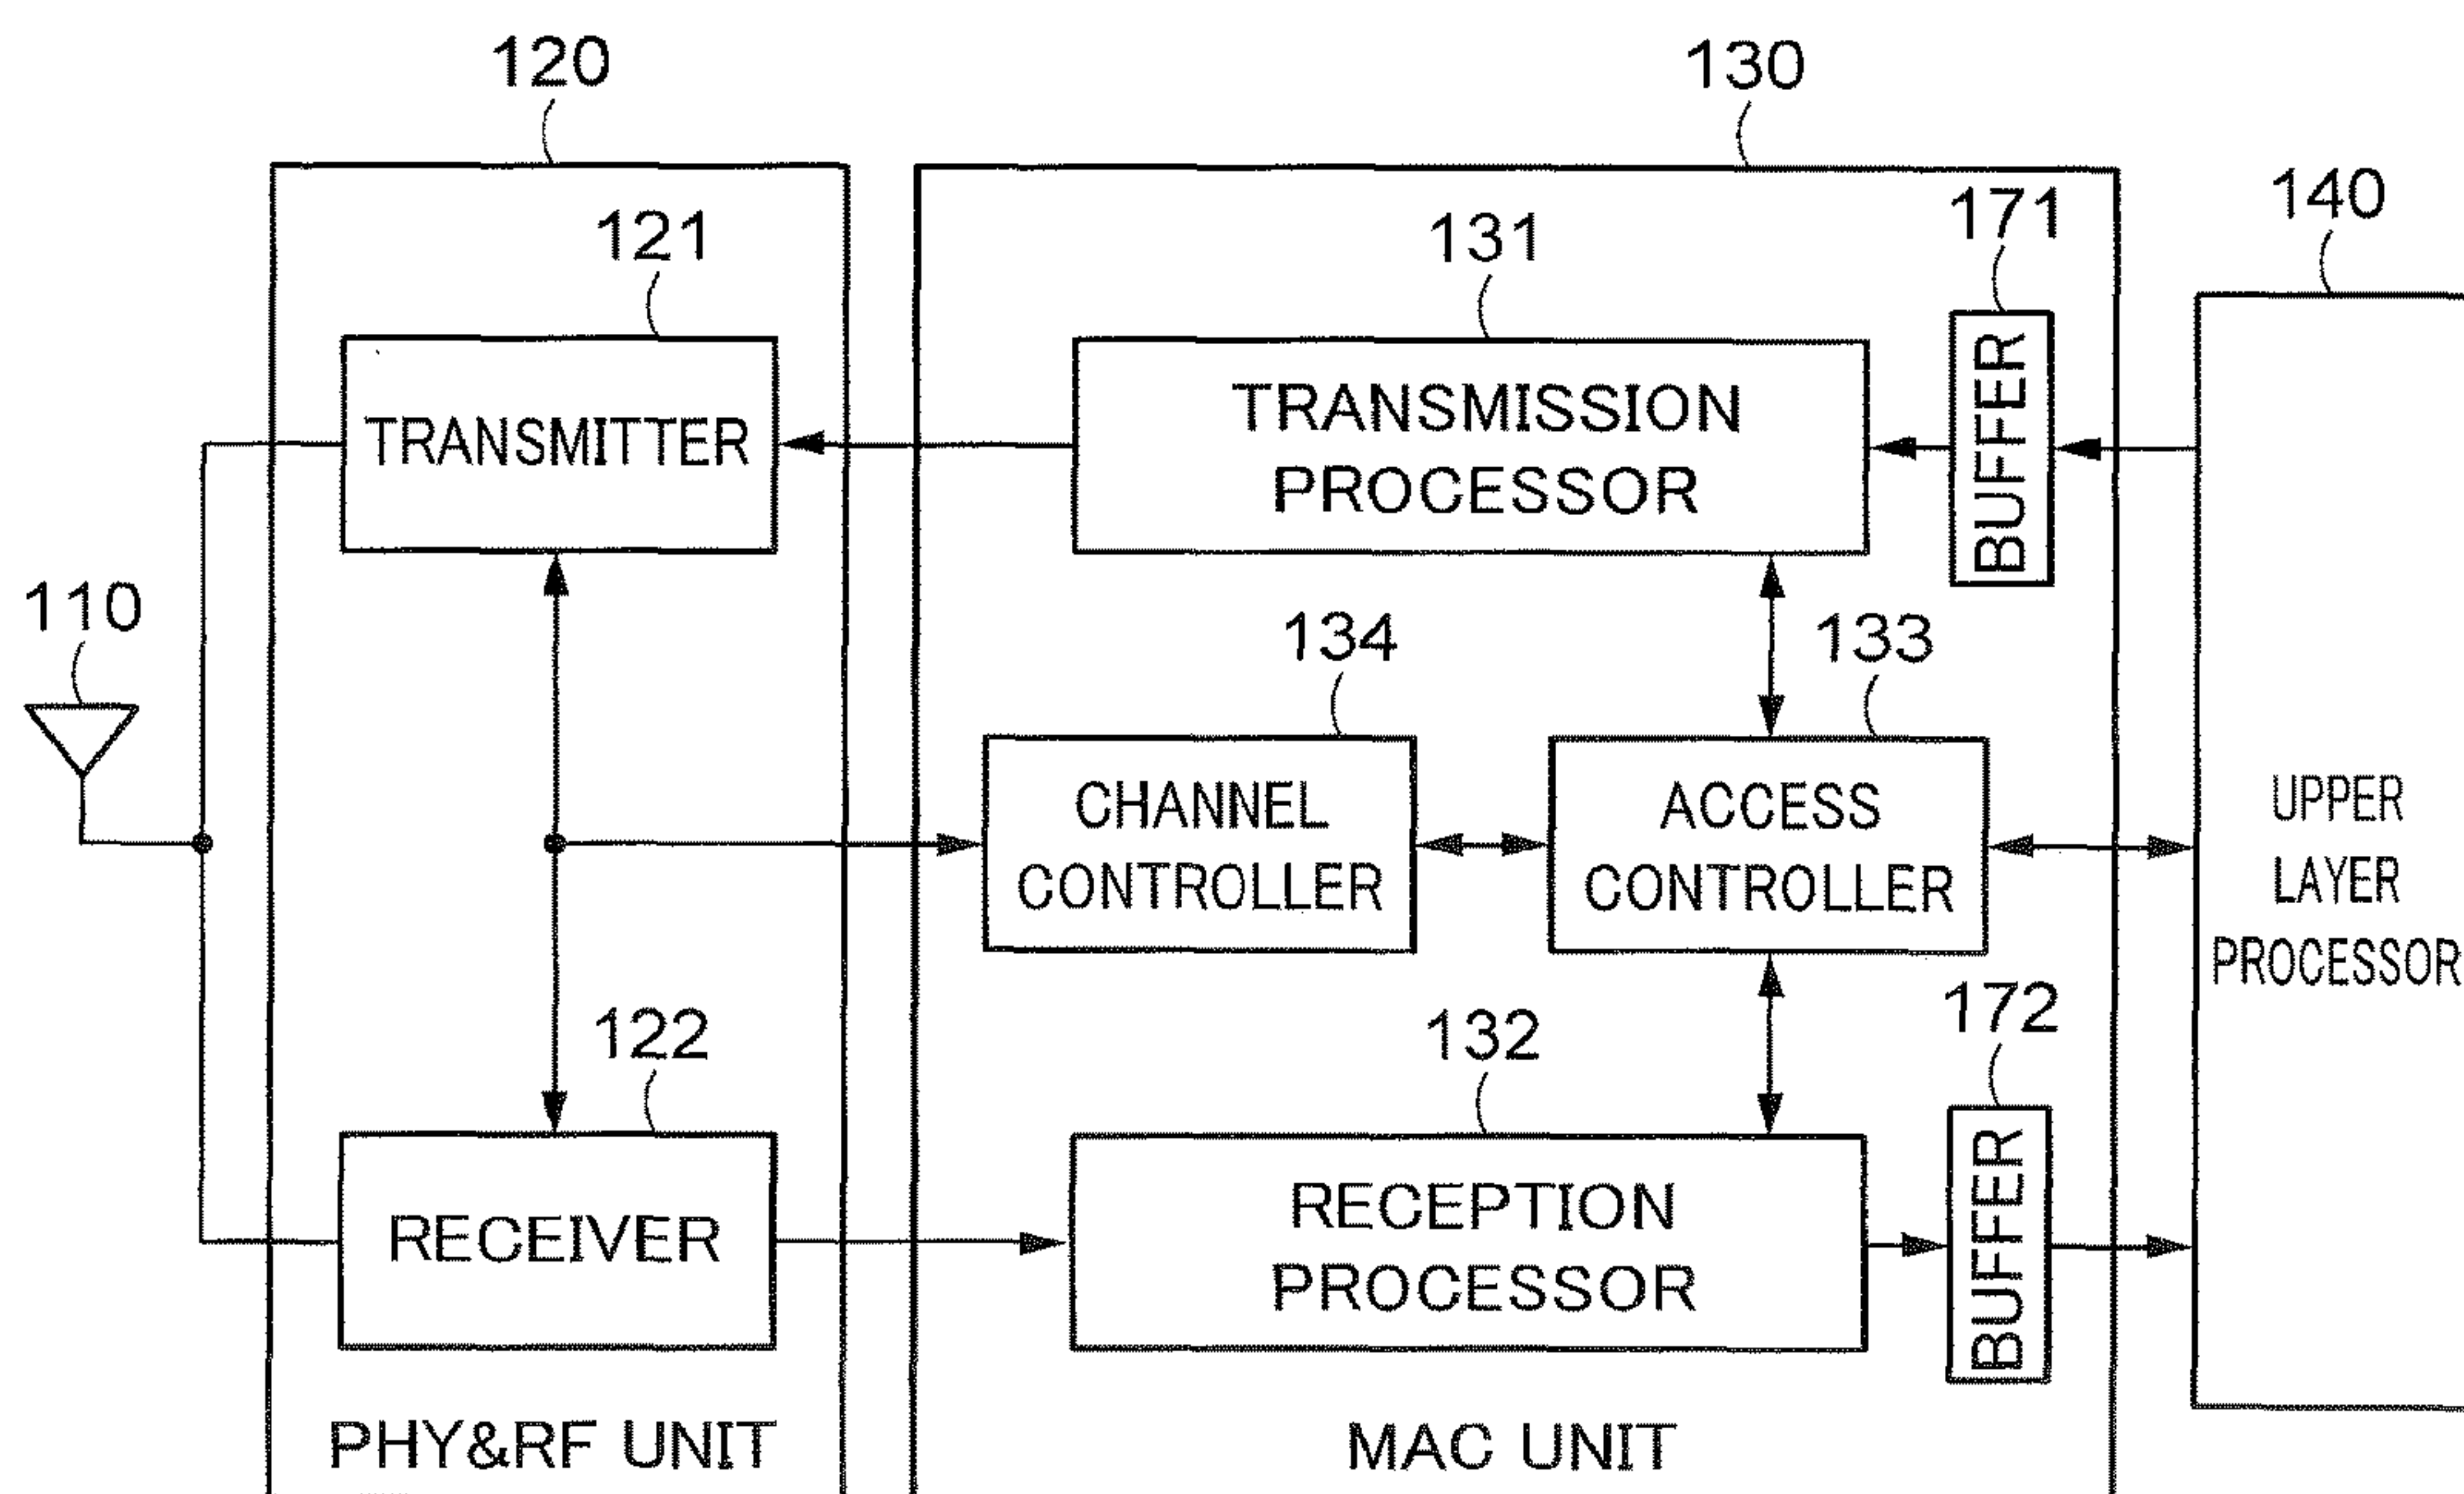 120
130
140
121
131
171
TRANSMITTER
TRANSMISSION
PROCESSOR
BUFFER
110
134
133
CHANNEL
CONTROLLER
ACCESS
CONTROLLER
UPPER
LAYER
PROCESSOR
122
132
172
RECEIVER
RECEPTION
PROCESSOR
BUFFER
PHY&RF UNIT
MAC UNIT